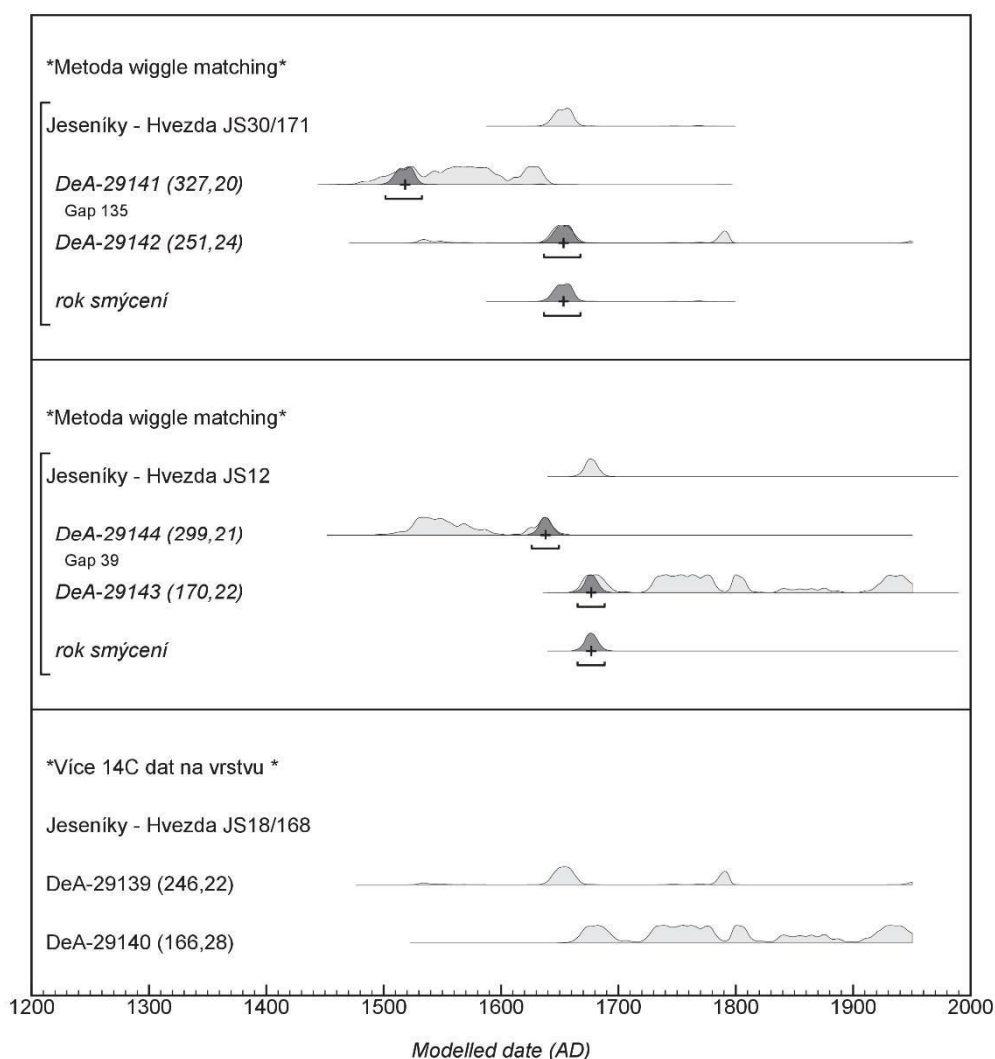 *Metoda wiggle matching*
Jeseníky - Hvezda JS30/171
DeA-29141 (327,20)
Gap 135
DeA-29142 (251,24)
rok smýcení
*Metoda wiggle matching*
Jeseníky - Hvezda JS12
DeA-29144 (299,21)
Gap 39
DeA-29143 (170,22)
rok smýcení
*Více 14C dat na vrstvu *
Jeseníky - Hvezda JS18/168
DeA-29139 (246,22)
DeA-29140 (166,28)
1200 1300 1400 1500 1600 1700 1800 1900 2000
Modelled date (AD)